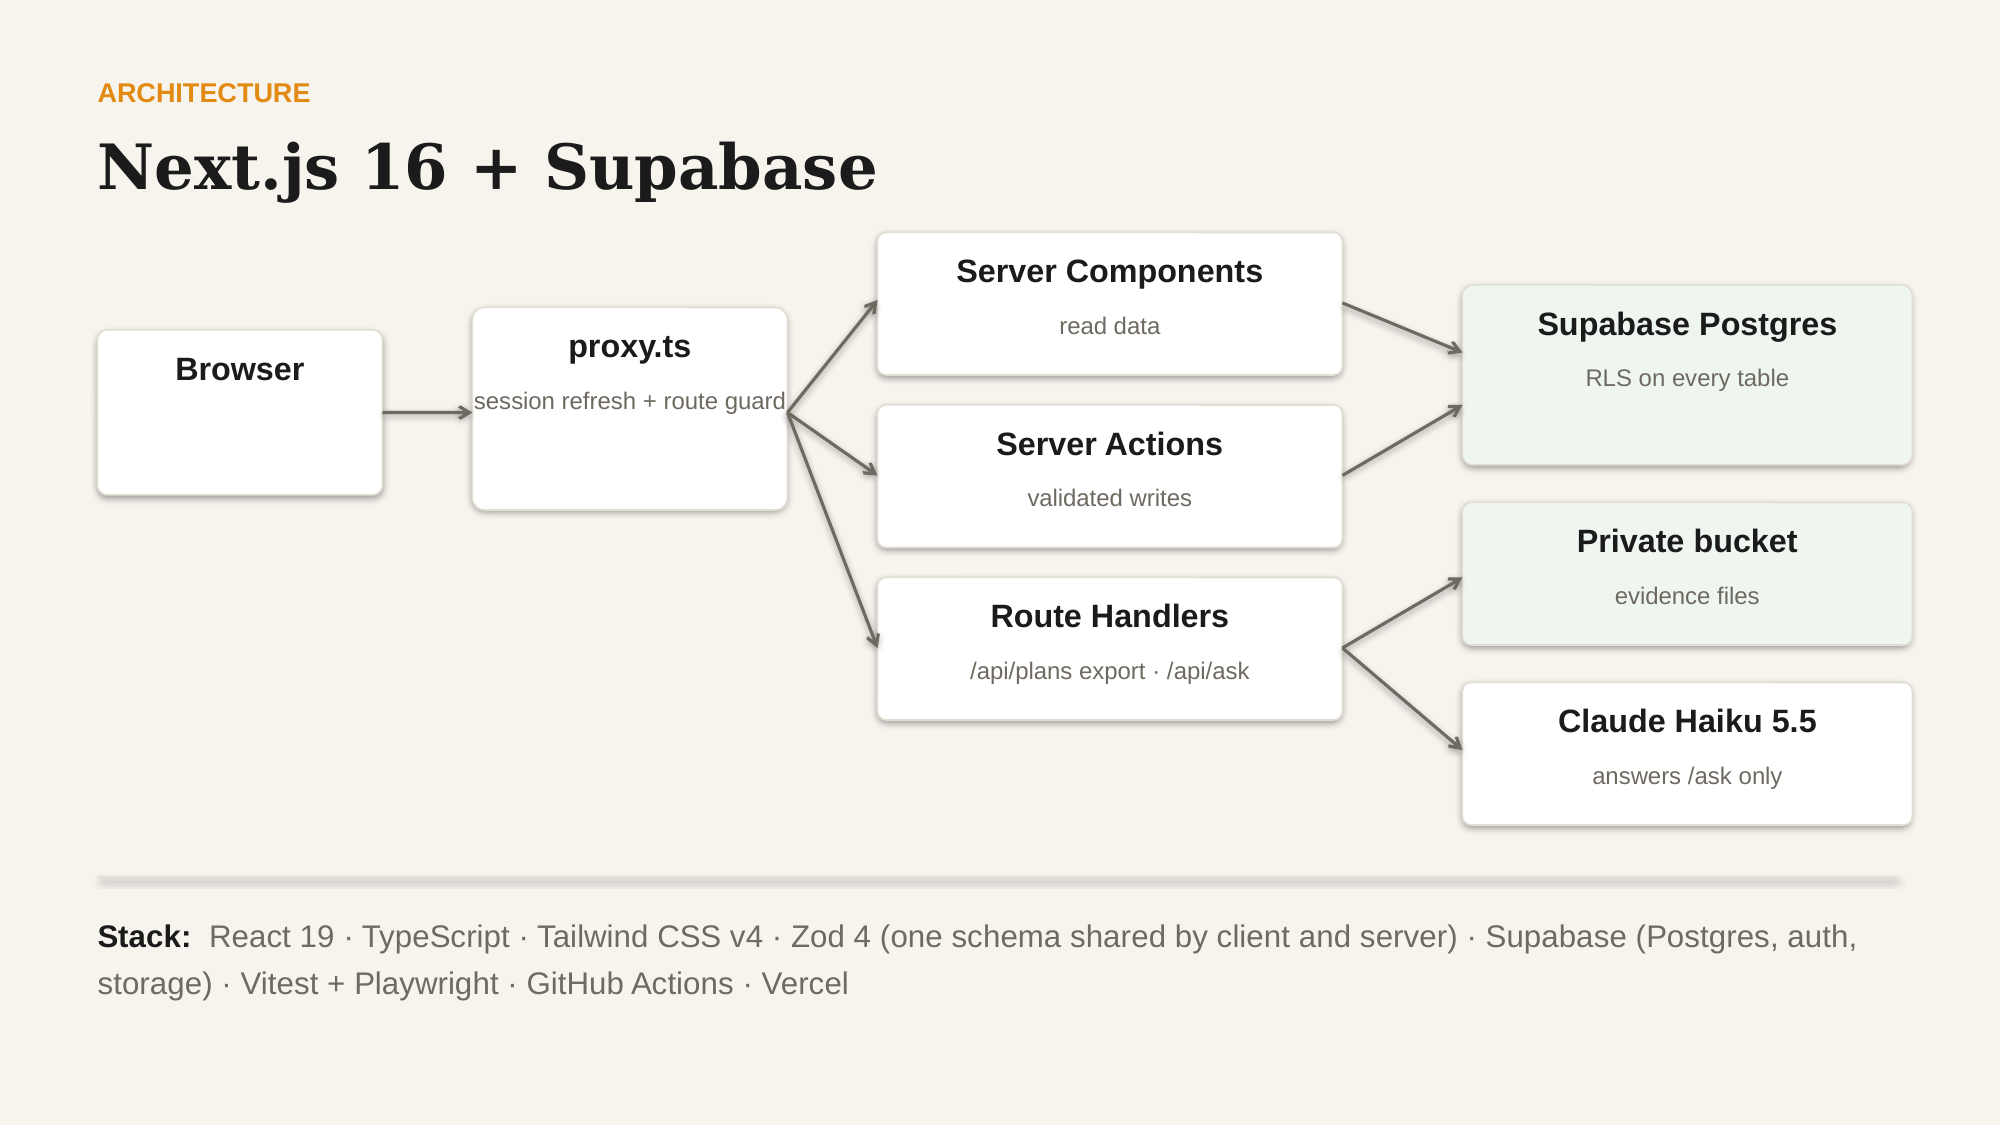 ARCHITECTURE
Next.js 16 + Supabase
Browser
proxy.ts
session refresh + route guard
Server Components
read data
Server Actions
validated writes
Route Handlers
/api/plans export · /api/ask
Supabase Postgres
RLS on every table
Private bucket
evidence files
Claude Haiku 5.5
answers /ask only
Stack: React 19 · TypeScript · Tailwind CSS v4 · Zod 4 (one schema shared by client and server) · Supabase (Postgres, auth,
storage) · Vitest + Playwright · GitHub Actions · Vercel